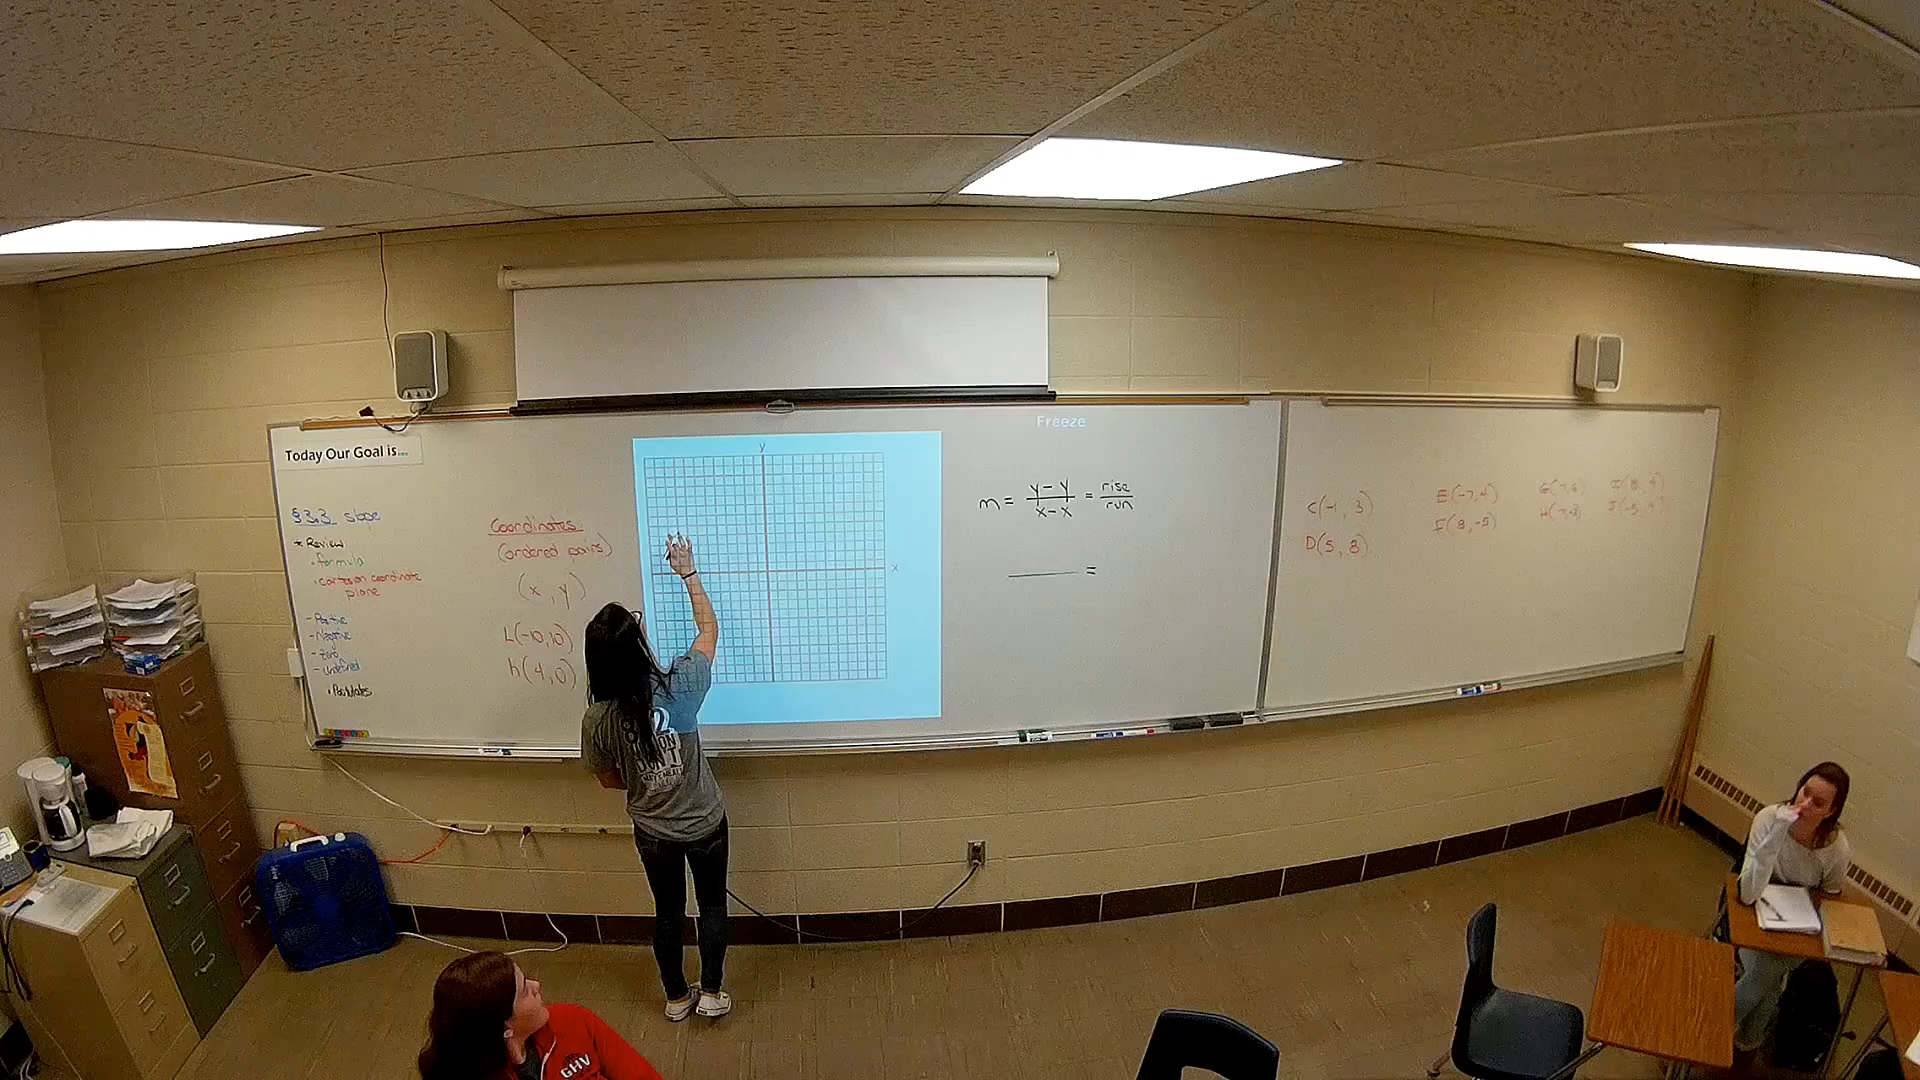 Today Our Goal is...
§ 3.3 slope
* Review
· formula
· cartesian coordinate
plane
- Positive
- Negative
- Zero
- Undefined
Coordinates
(ordered pairs)
(x, y)
L(-10,10)
K(4,0)
y
x
Freeze
m = y-y / x-x = rise / run
=
C(-1, 3)
D(5, 8)
E(-7,4)
F(8,-5)
GHV